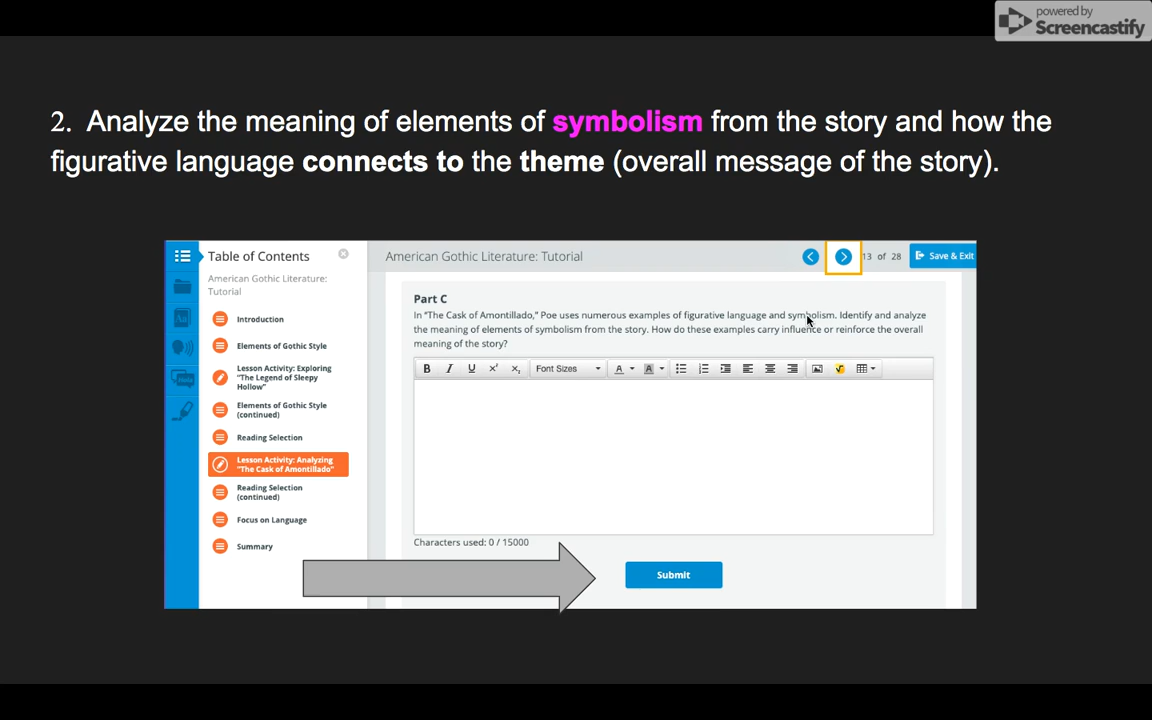 powered by
Screencastify
2. Analyze the meaning of elements of symbolism from the story and how the
figurative language connects to the theme (overall message of the story).
Table of Contents
American Gothic Literature: Tutorial
13 of 28
Save & Exit
American Gothic Literature:
Tutorial
Introduction
Elements of Gothic Style
Lesson Activity: Exploring
"The Legend of Sleepy
Hollow"
Elements of Gothic Style
(continued)
Reading Selection
Lesson Activity: Analyzing
"The Cask of Amontillado"
Reading Selection
(continued)
Focus on Language
Summary
Part C
In "The Cask of Amontillado," Poe uses numerous examples of figurative language and symbolism. Identify and analyze
the meaning of elements of symbolism from the story. How do these examples carry influence or reinforce the overall
meaning of the story?
B I U X² X₂ Font Sizes A A
Characters used: 0 / 15000
Submit